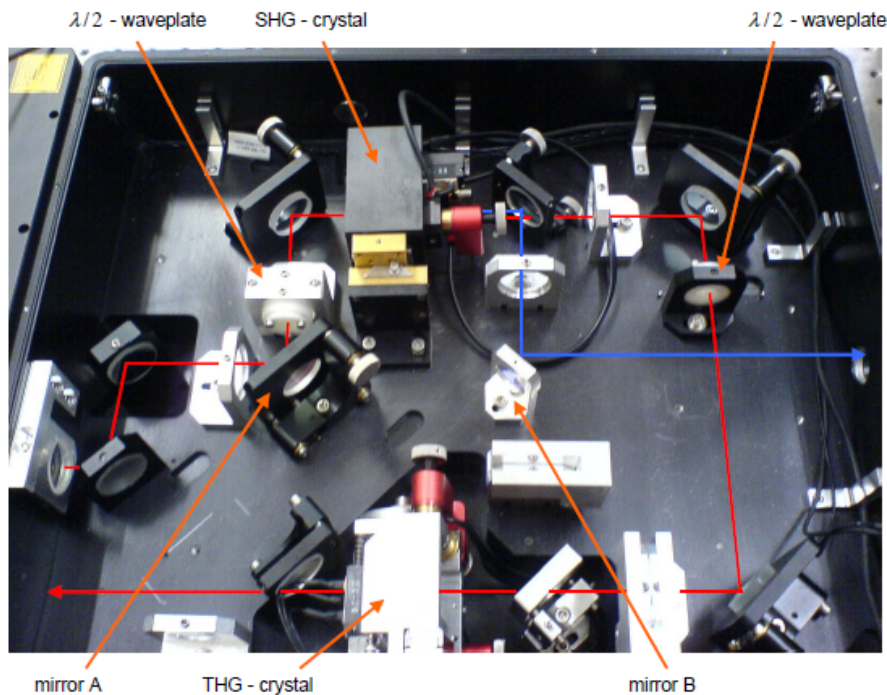 λ/2 - waveplate
SHG - crystal
λ/2 - waveplate
mirror A
THG - crystal
mirror B